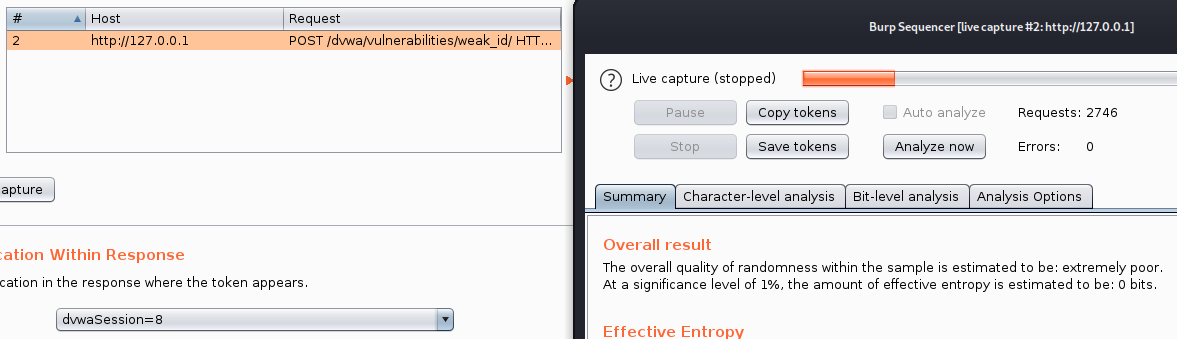 # Host Request
2 http://127.0.0.1 POST /dvwa/vulnerabilities/weak_id/ HTT...
apture
cation Within Response
cation in the response where the token appears.
dvwaSession=8
Burp Sequencer [live capture #2: http://127.0.0.1]
? Live capture (stopped)
Pause Copy tokens Auto analyze Requests: 2746
Stop Save tokens Analyze now Errors: 0
Summary Character-level analysis Bit-level analysis Analysis Options
Overall result
The overall quality of randomness within the sample is estimated to be: extremely poor.
At a significance level of 1%, the amount of effective entropy is estimated to be: 0 bits.
Effective Entropy